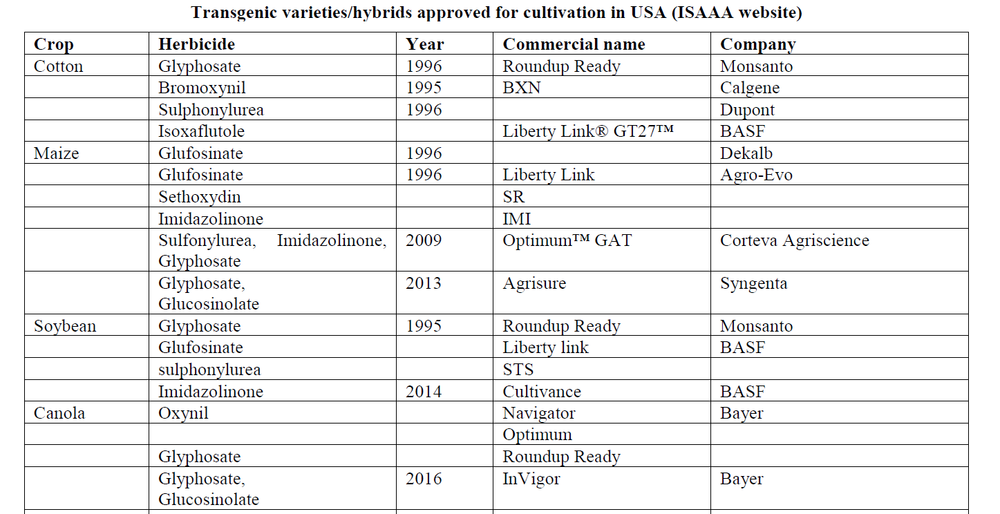 Transgenic varieties/hybrids approved for cultivation in USA (ISAAA website)
Crop Herbicide Year Commercial name Company
Cotton Glyphosate 1996 Roundup Ready Monsanto
Bromoxynil 1995 BXN Calgene
Sulphonylurea 1996 Dupont
Isoxaflutole Liberty Link® GT27™ BASF
Maize Glufosinate 1996 Dekalb
Glufosinate 1996 Liberty Link Agro-Evo
Sethoxydin SR
Imidazolinone IMI
Sulfonylurea, Imidazolinone, 2009 Optimum™ GAT Corteva Agriscience
Glyphosate
Glyphosate, 2013 Agrisure Syngenta
Glucosinolate
Soybean Glyphosate 1995 Roundup Ready Monsanto
Glufosinate Liberty link BASF
sulphonylurea STS
Imidazolinone 2014 Cultivance BASF
Canola Oxynil Navigator Bayer
Optimum
Glyphosate Roundup Ready
Glyphosate, 2016 InVigor Bayer
Glucosinolate